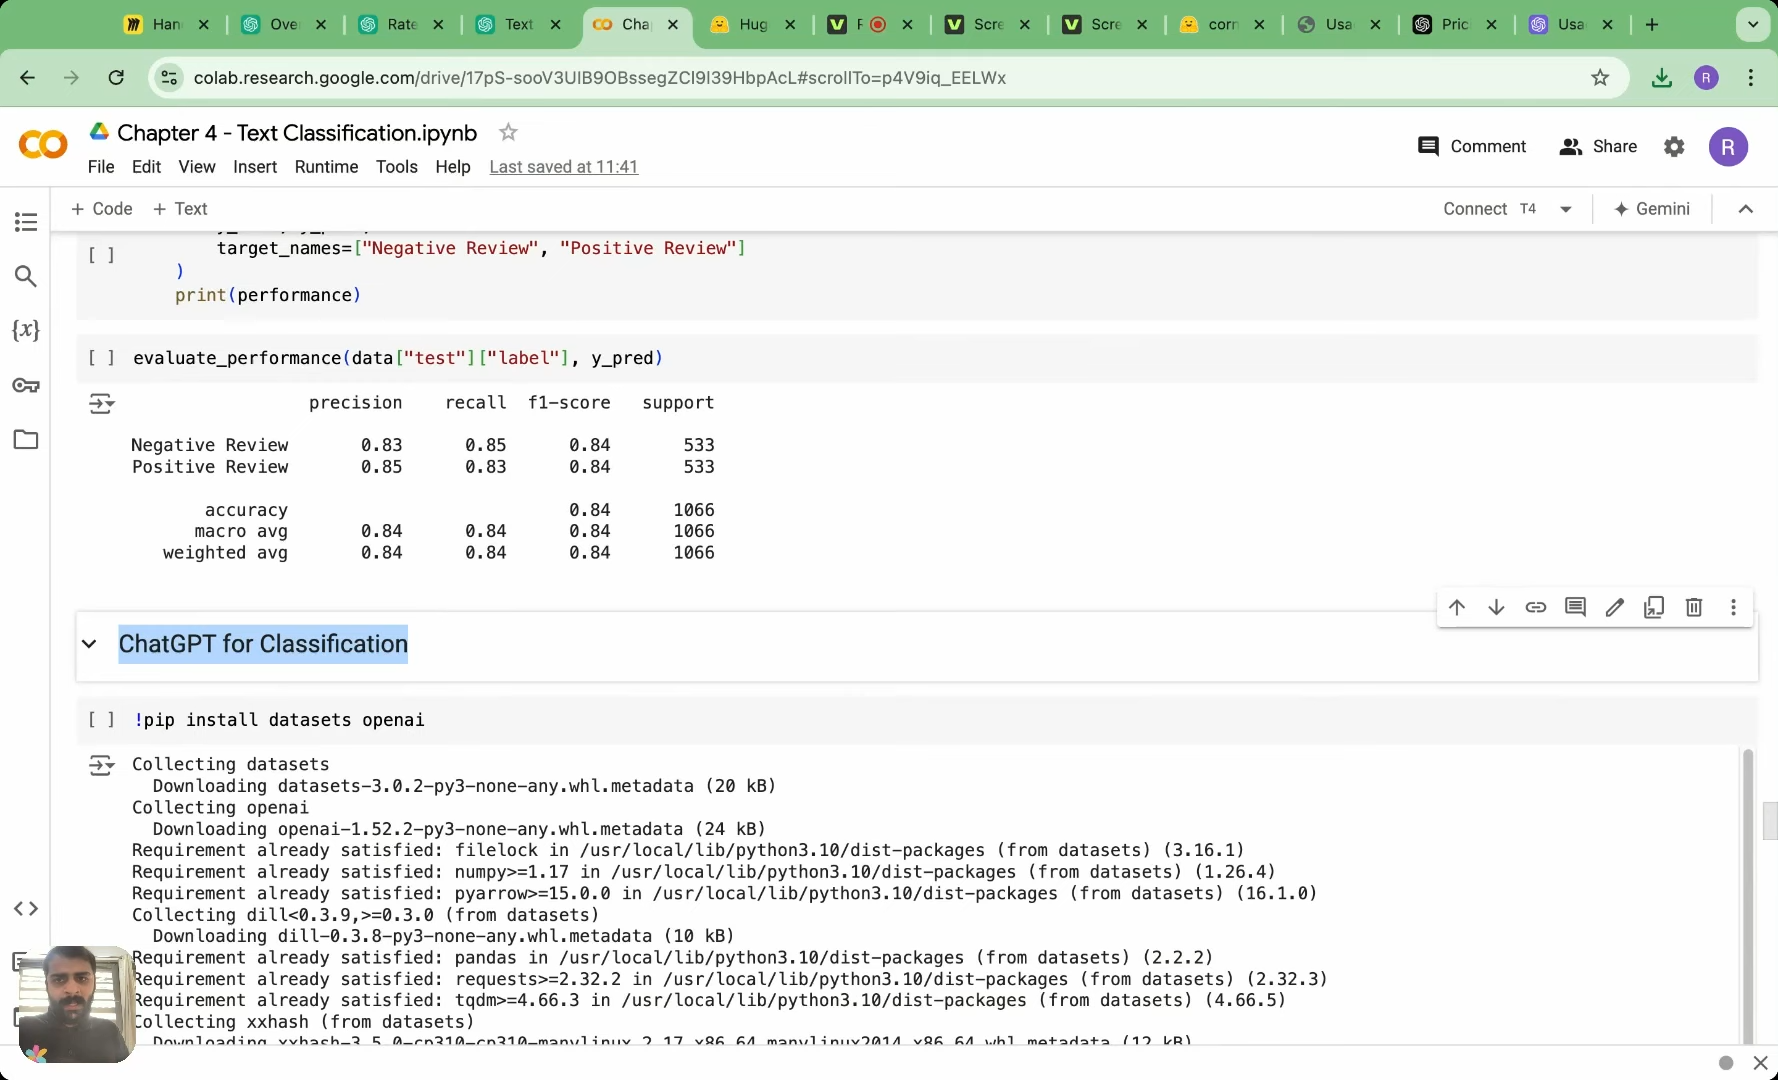 Han
Ove
Rate
Text
Cha
Hug
F
Scre
Scre
corr
Usa
Pric
Usa
colab.research.google.com/drive/17pS-sooV3UIB9OBssegZCI9I39HbpAcL#scrollTo=p4V9iq_EELWx
R
Chapter 4 - Text Classification.ipynb
Comment
Share
R
File Edit View Insert Runtime Tools Help Last saved at 11:41
+ Code + Text
Connect T4
Gemini
target_names=["Negative Review", "Positive Review"]
[ ]
)
print(performance)
{x}
[ ] evaluate_performance(data["test"]["label"], y_pred)
precision recall f1-score support
Negative Review 0.83 0.85 0.84 533
Positive Review 0.85 0.83 0.84 533
accuracy 0.84 1066
macro avg 0.84 0.84 0.84 1066
weighted avg 0.84 0.84 0.84 1066
ChatGPT for Classification
[ ] !pip install datasets openai
Collecting datasets
Downloading datasets-3.0.2-py3-none-any.whl.metadata (20 kB)
Collecting openai
Downloading openai-1.52.2-py3-none-any.whl.metadata (24 kB)
Requirement already satisfied: filelock in /usr/local/lib/python3.10/dist-packages (from datasets) (3.16.1)
Requirement already satisfied: numpy>=1.17 in /usr/local/lib/python3.10/dist-packages (from datasets) (1.26.4)
Requirement already satisfied: pyarrow>=15.0.0 in /usr/local/lib/python3.10/dist-packages (from datasets) (16.1.0)
Collecting dill<0.3.9,>=0.3.0 (from datasets)
Downloading dill-0.3.8-py3-none-any.whl.metadata (10 kB)
Requirement already satisfied: pandas in /usr/local/lib/python3.10/dist-packages (from datasets) (2.2.2)
Requirement already satisfied: requests>=2.32.2 in /usr/local/lib/python3.10/dist-packages (from datasets) (2.32.3)
Requirement already satisfied: tqdm>=4.66.3 in /usr/local/lib/python3.10/dist-packages (from datasets) (4.66.5)
Collecting xxhash (from datasets)
Downloading xxhash-3.5.0-cp310-cp310-manylinux_2_17_x86_64.manylinux2014_x86_64.whl.metadata (12 kB)